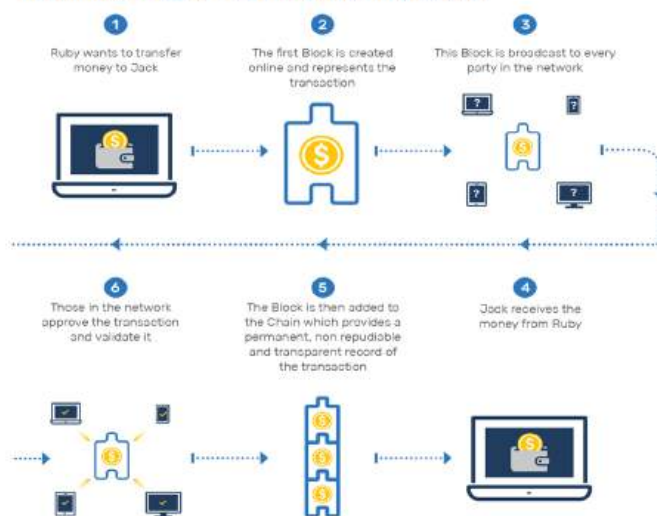 1
Ruby wants to transfer
money to Jack
2
The first Block is created
online and represents the
transaction
3
This Block is broadcast to every
party in the network
$
$
$
?
?
?
?
6
Those in the network
approve the transaction
and validate it
5
The Block is then added to
the Chain which provides a
permanent, non repudiable
and transparent record of
the transaction
4
Jack receives the
money from Ruby
$
$
$
$
$